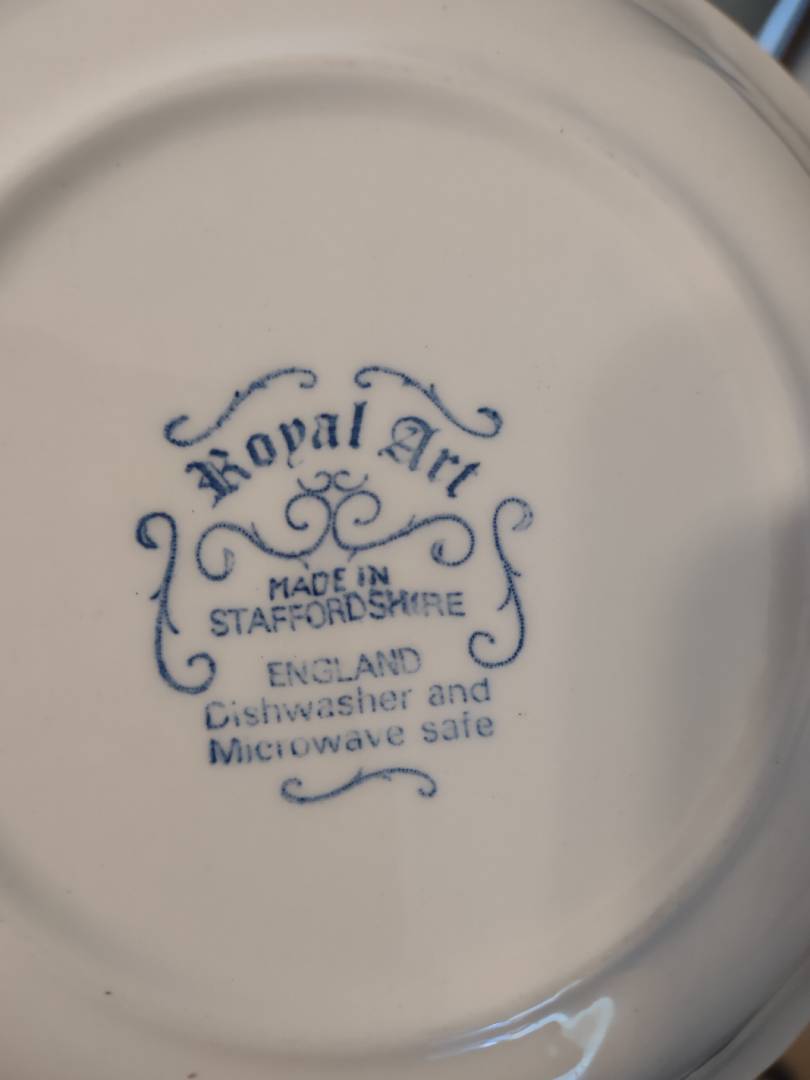 Royal Art
MADE IN
STAFFORDSHIRE
ENGLAND
Dishwasher and
Microwave safe